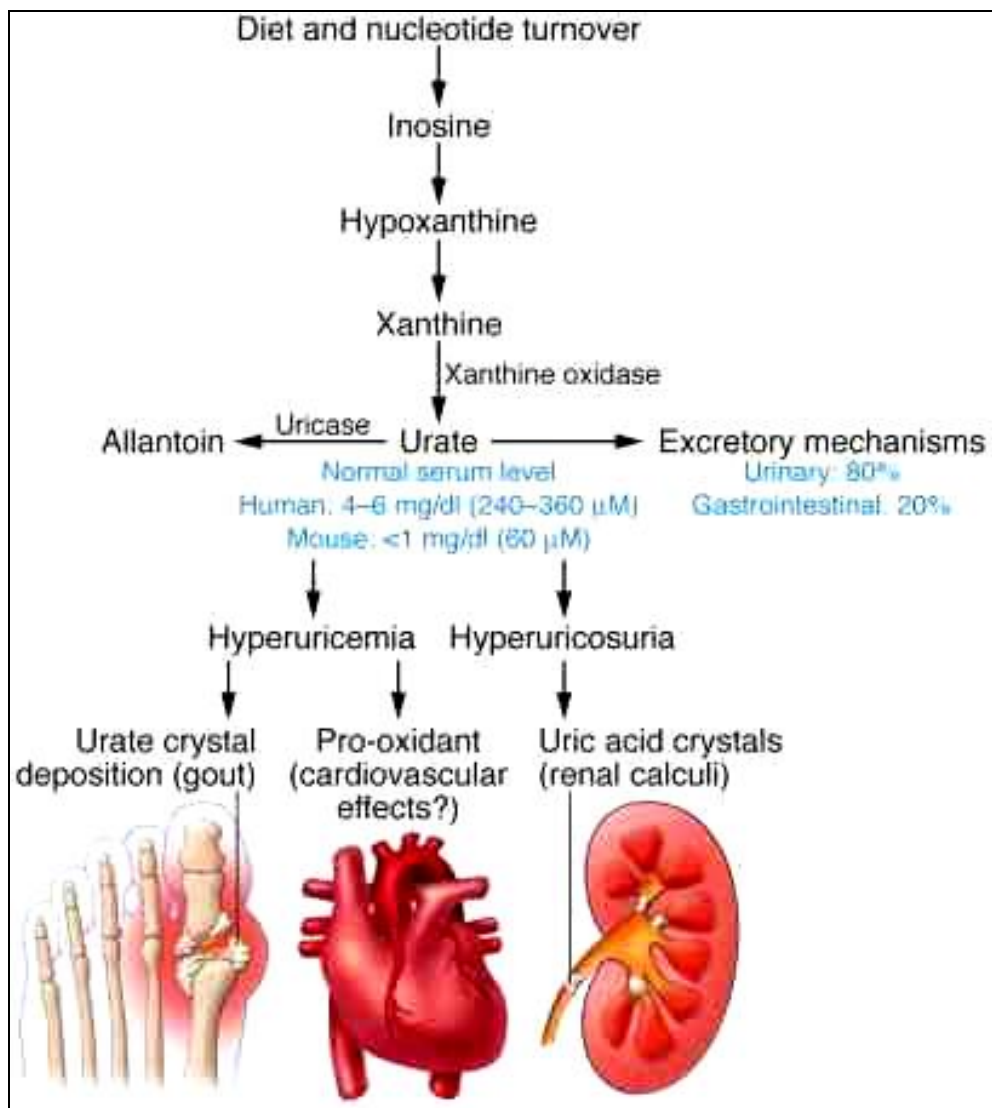 Diet and nucleotide turnover
Inosine
Hypoxanthine
Xanthine
Xanthine oxidase
Allantoin
Uricase
Urate
Excretory mechanisms
Normal serum level
Human: 4–6 mg/dl (240–360 μM)
Mouse: <1 mg/dl (60 μM)
Urinary: 80%
Gastrointestinal: 20%
Hyperuricemia
Hyperuricosuria
Urate crystal
deposition (gout)
Pro-oxidant
(cardiovascular
effects?)
Uric acid crystals
(renal calculi)